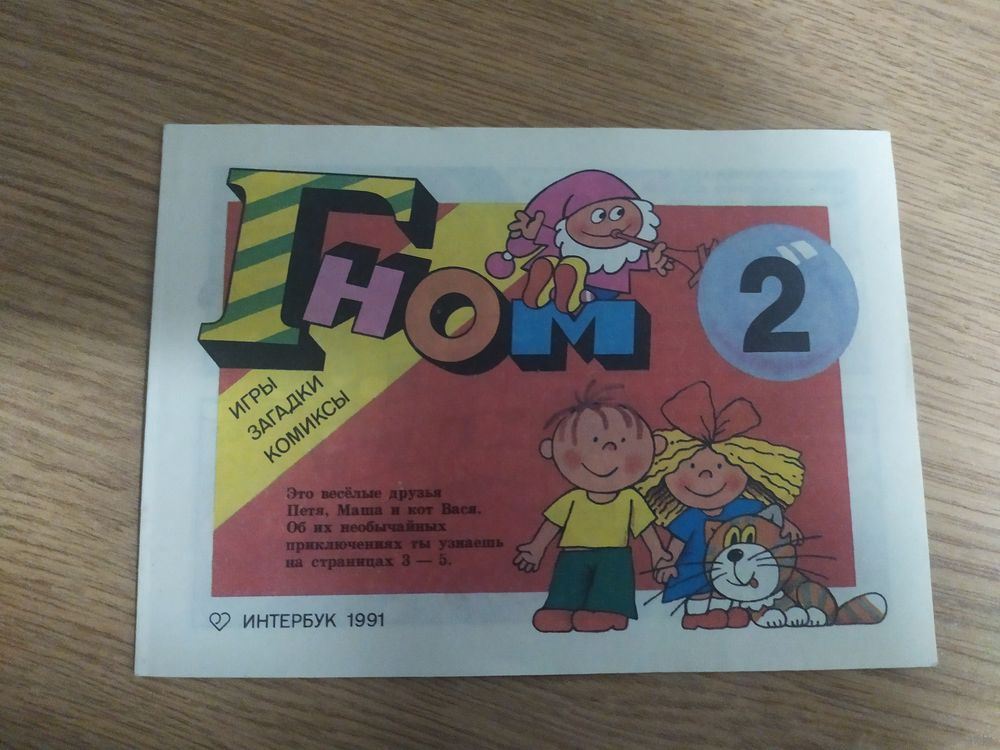 Гном
2
ИГРЫ
ЗАГАДКИ
КОМИКСЫ
Это весёлые друзья
Петя, Маша и кот Вася.
Об их необычайных
приключениях ты узнаешь
на страницах 3 — 5.
ИНТЕРБУК 1991